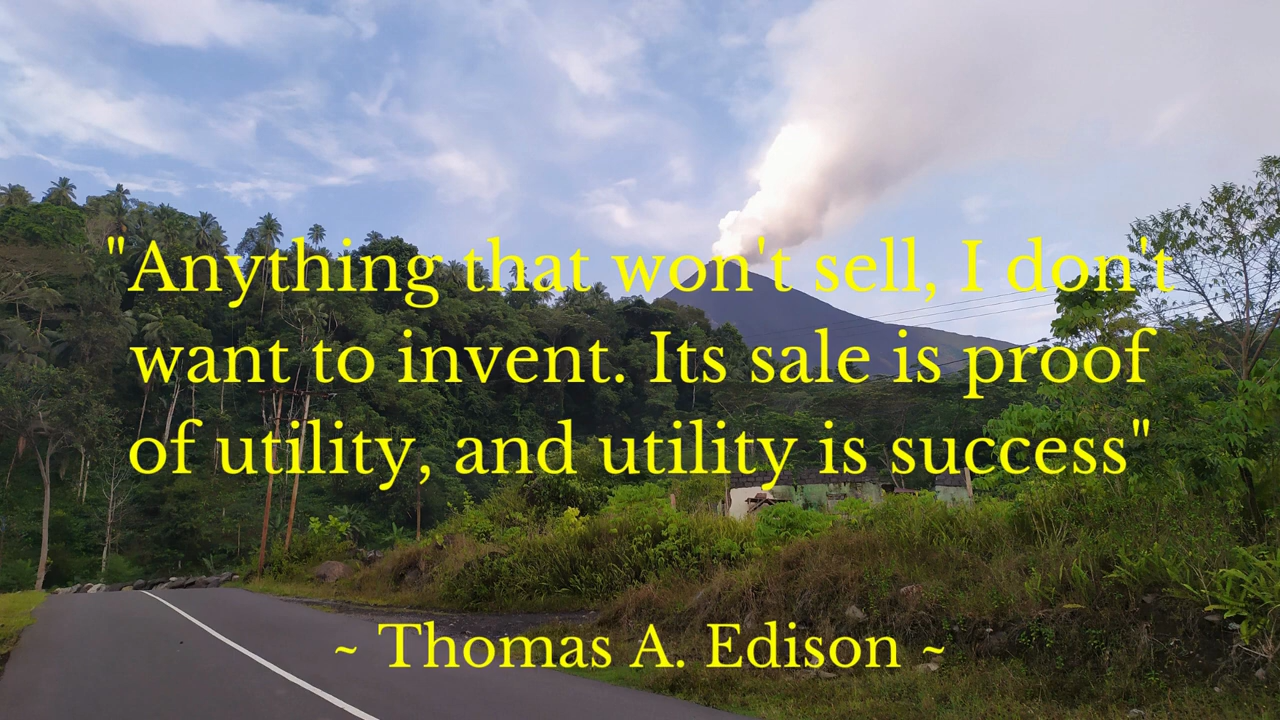 "Anything that won't sell, I don't
want to invent. Its sale is proof
of utility, and utility is success"
~ Thomas A. Edison ~